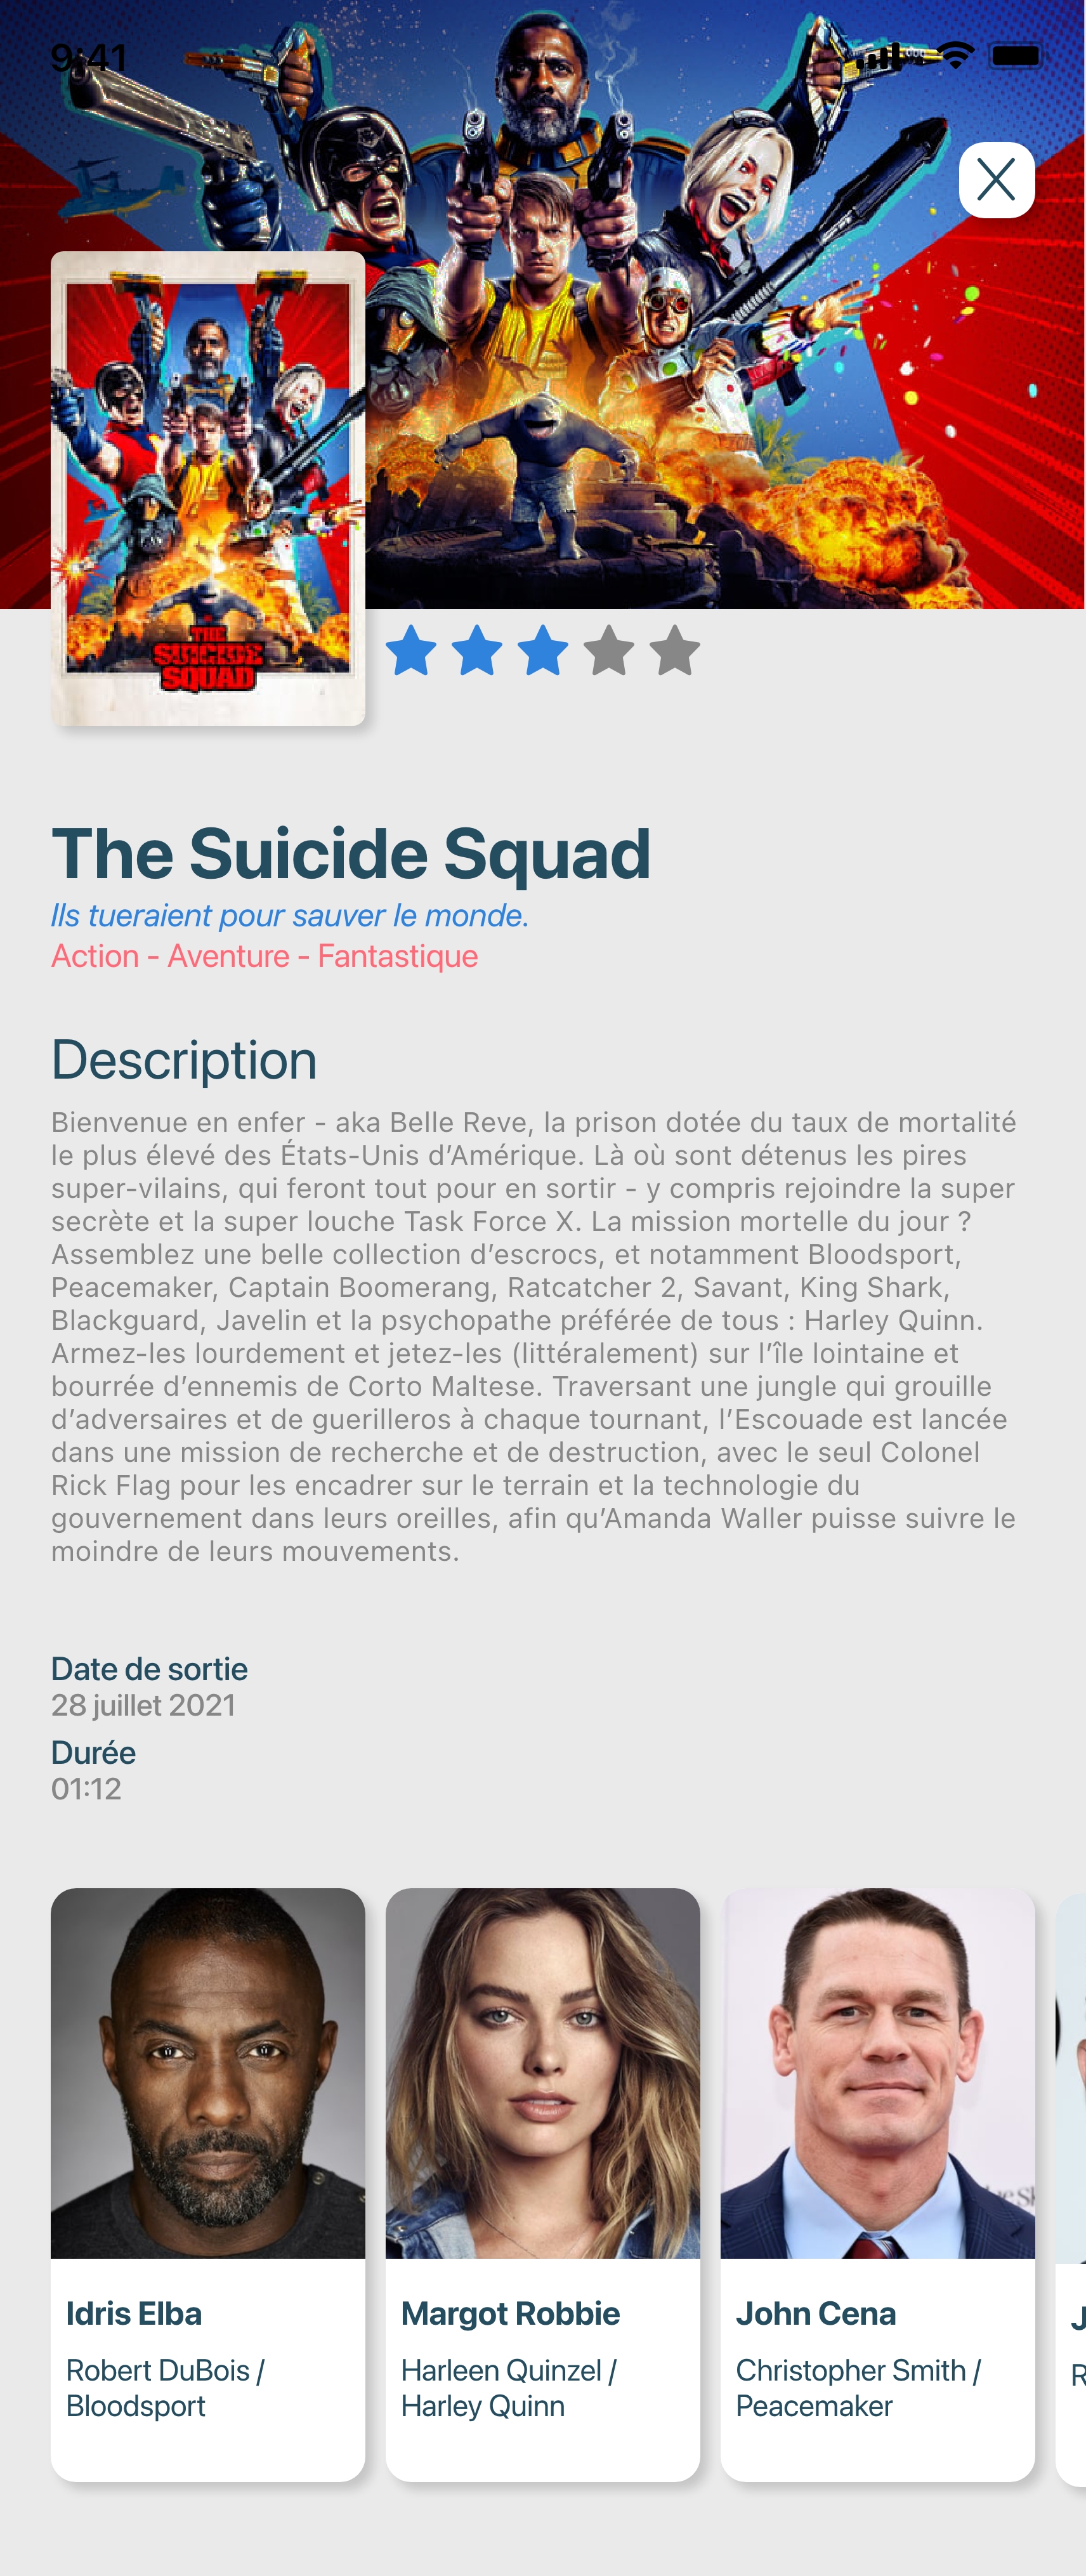 9:41
THE
SUICIDE
SQUAD
The Suicide Squad
Ils tueraient pour sauver le monde.
Action - Aventure - Fantastique
Description
Bienvenue en enfer - aka Belle Reve, la prison dotée du taux de mortalité
le plus élevé des États-Unis d’Amérique. Là où sont détenus les pires
super-vilains, qui feront tout pour en sortir - y compris rejoindre la super
secrète et la super louche Task Force X. La mission mortelle du jour ?
Assemblez une belle collection d’escrocs, et notamment Bloodsport,
Peacemaker, Captain Boomerang, Ratcatcher 2, Savant, King Shark,
Blackguard, Javelin et la psychopathe préférée de tous : Harley Quinn.
Armez-les lourdement et jetez-les (littéralement) sur l’île lointaine et
bourrée d’ennemis de Corto Maltese. Traversant une jungle qui grouille
d’adversaires et de guerilleros à chaque tournant, l’Escouade est lancée
dans une mission de recherche et de destruction, avec le seul Colonel
Rick Flag pour les encadrer sur le terrain et la technologie du
gouvernement dans leurs oreilles, afin qu’Amanda Waller puisse suivre le
moindre de leurs mouvements.
Date de sortie
28 juillet 2021
Durée
01:12
Idris Elba
Robert DuBois /
Bloodsport
Margot Robbie
Harleen Quinzel /
Harley Quinn
John Cena
Christopher Smith /
Peacemaker